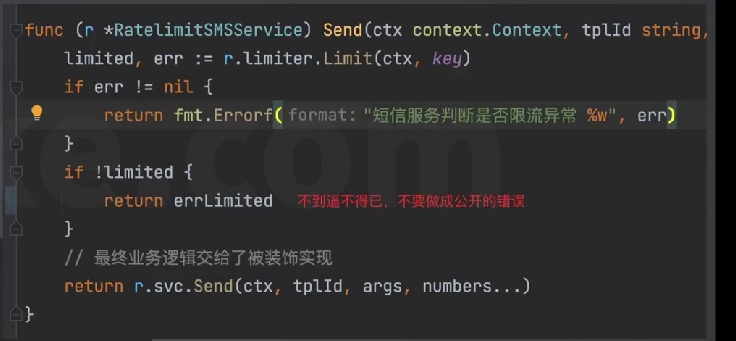 func (r *RatelimitSMSService) Send(ctx context.Context, tplId string,
limited, err := r.limiter.Limit(ctx, key)
if err != nil {
return fmt.Errorf( format: "短信服务判断是否限流异常 %w", err)
}
if !limited {
return errLimited 不到逼不得已，不要做成公开的错误
}
// 最终业务逻辑交给了被装饰实现
return r.svc.Send(ctx, tplId, args, numbers...)
}
ke.com